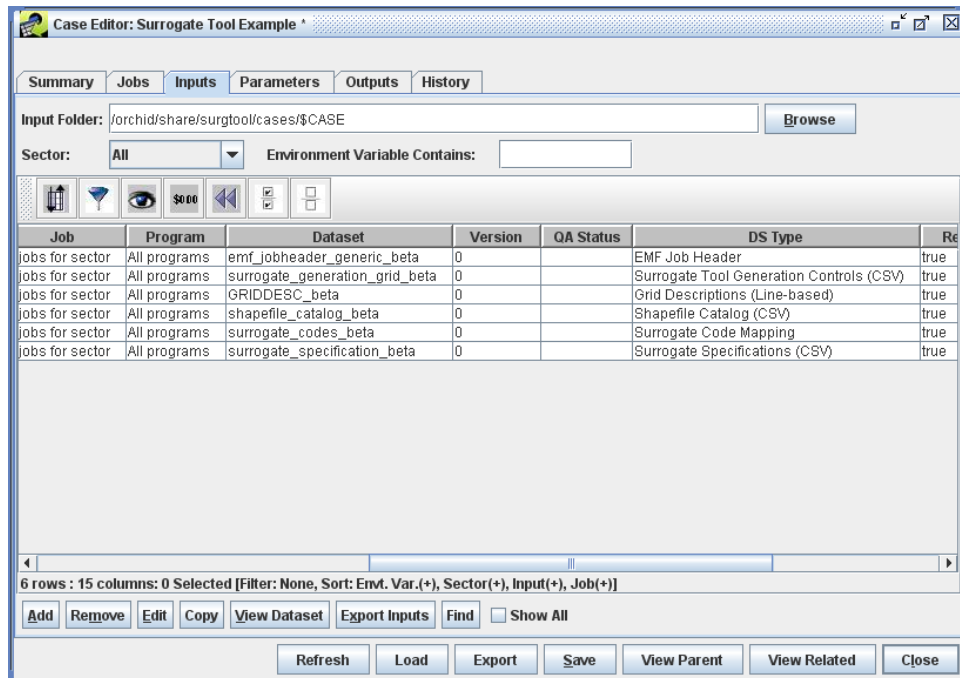 Case Editor: Surrogate Tool Example *
Summary Jobs Inputs Parameters Outputs History
Input Folder: /orchid/share/surgtool/cases/$CASE Browse
Sector: All Environment Variable Contains:
$0.00
Job Program Dataset Version QA Status DS Type Re
jobs for sector All programs emf_jobheader_generic_beta 0 EMF Job Header true
jobs for sector All programs surrogate_generation_grid_beta 0 Surrogate Tool Generation Controls (CSV) true
jobs for sector All programs GRIDDESC_beta 0 Grid Descriptions (Line-based) true
jobs for sector All programs shapefile_catalog_beta 0 Shapefile Catalog (CSV) true
jobs for sector All programs surrogate_codes_beta 0 Surrogate Code Mapping true
jobs for sector All programs surrogate_specification_beta 0 Surrogate Specifications (CSV) true
6 rows : 15 columns: 0 Selected [Filter: None, Sort: Envt. Var.(+), Sector(+), Input(+), Job(+)]
Add Remove Edit Copy View Dataset Export Inputs Find Show All
Refresh Load Export Save View Parent View Related Close